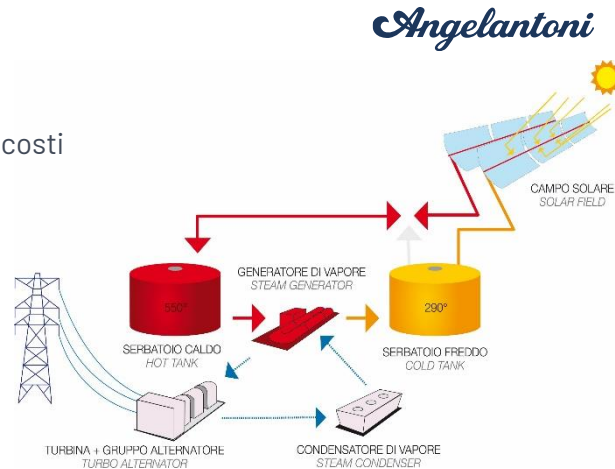 Angelantoni
costi
CAMPO SOLARE
SOLAR FIELD
GENERATORE DI VAPORE
STEAM GENERATOR
550°
290°
SERBATOIO CALDO
HOT TANK
SERBATOIO FREDDO
COLD TANK
TURBINA + GRUPPO ALTERNATORE
TURBO ALTERNATOR
CONDENSATORE DI VAPORE
STEAM CONDENSER